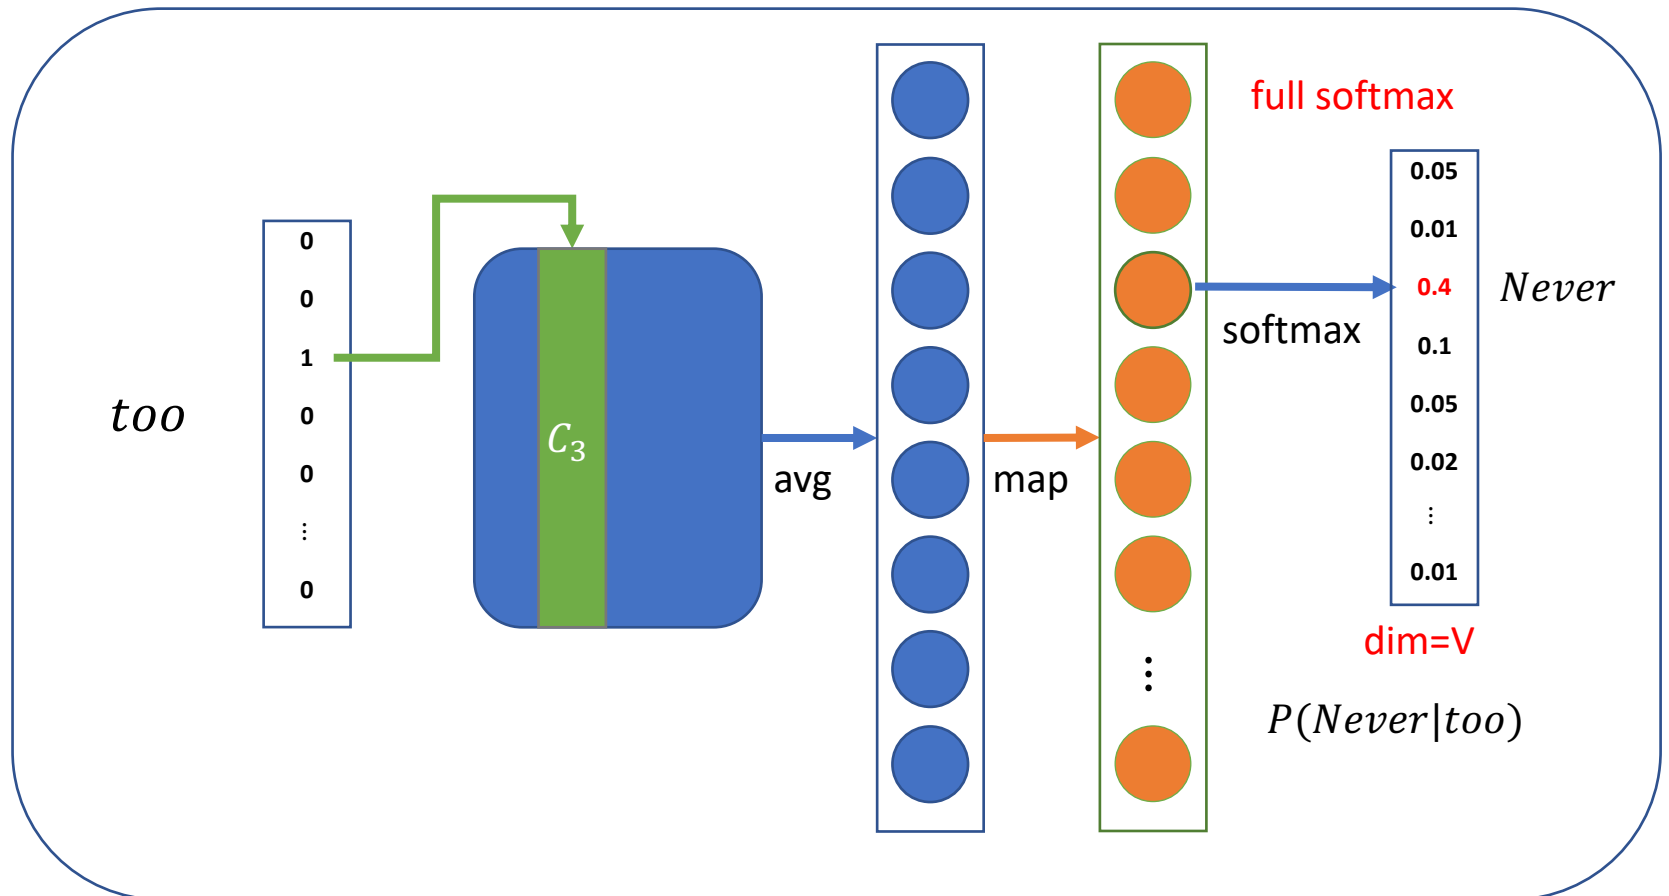 too
0
0
1
0
0
⋮
0
C₃
avg
map
⋮
full softmax
softmax
0.05
0.01
0.4
0.1
0.05
0.02
⋮
0.01
Never
dim=V
P(Never|too)